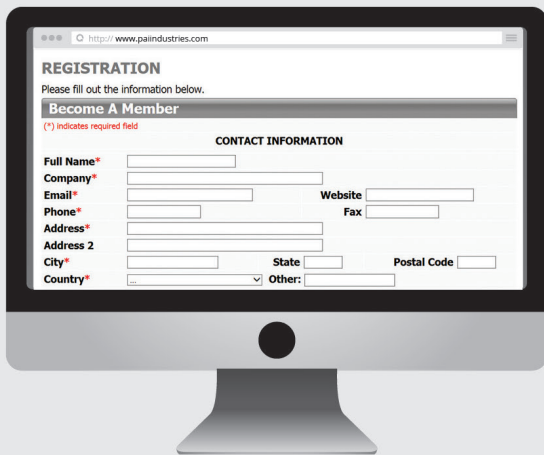 http:// www.paiindustries.com
REGISTRATION
Please fill out the information below.
Become A Member
(*) indicates required field
CONTACT INFORMATION
Full Name*
Company*
Email* Website
Phone* Fax
Address*
Address 2
City* State Postal Code
Country* ... Other: